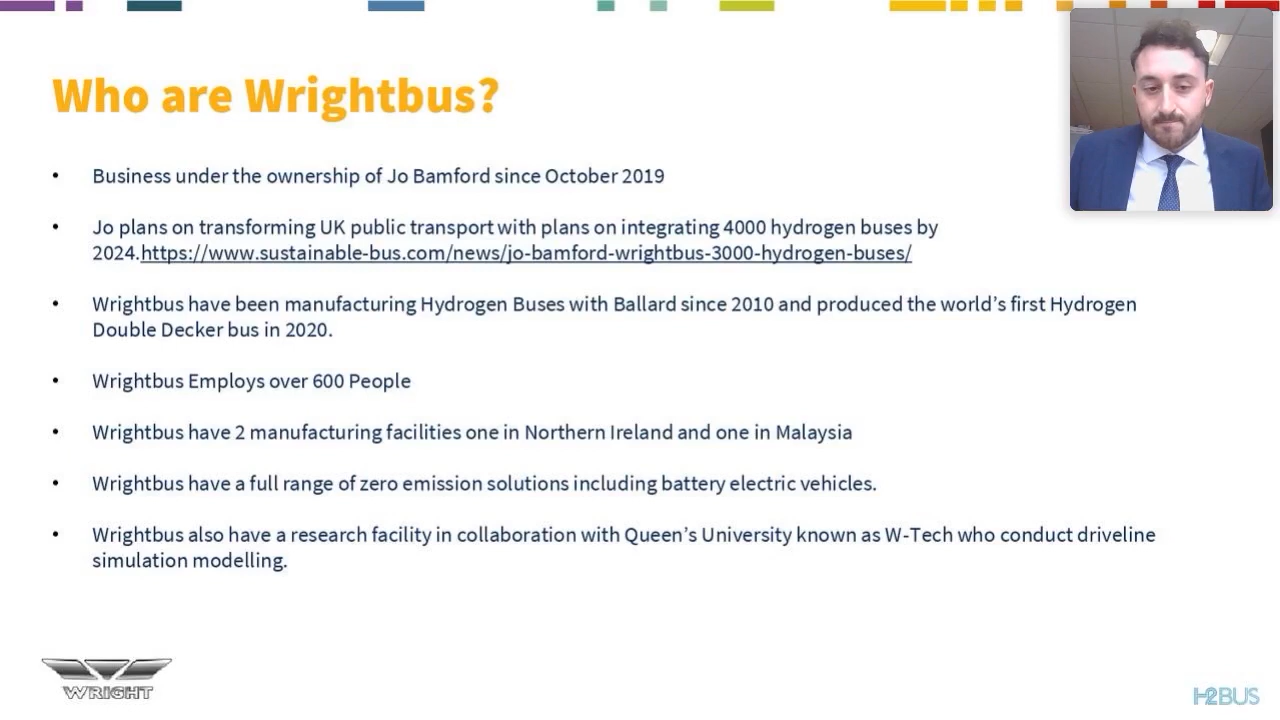 Who are Wrightbus?
• Business under the ownership of Jo Bamford since October 2019
• Jo plans on transforming UK public transport with plans on integrating 4000 hydrogen buses by
2024.https://www.sustainable-bus.com/news/jo-bamford-wrightbus-3000-hydrogen-buses/
• Wrightbus have been manufacturing Hydrogen Buses with Ballard since 2010 and produced the world’s first Hydrogen
Double Decker bus in 2020.
• Wrightbus Employs over 600 People
• Wrightbus have 2 manufacturing facilities one in Northern Ireland and one in Malaysia
• Wrightbus have a full range of zero emission solutions including battery electric vehicles.
• Wrightbus also have a research facility in collaboration with Queen’s University known as W-Tech who conduct driveline
simulation modelling.
WRIGHT
H2BUS